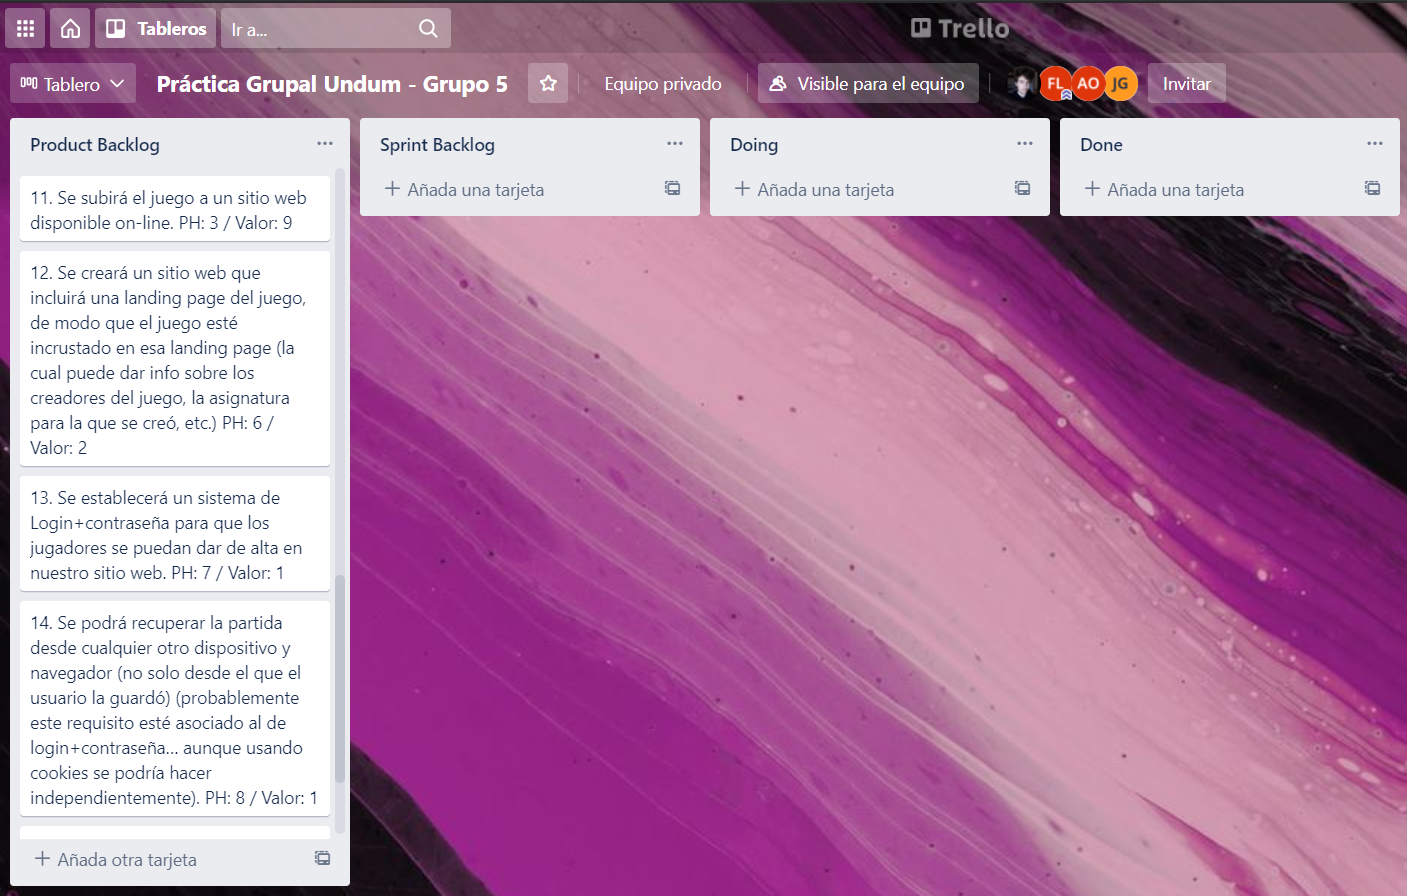 Tableros
Ir a...
Trello
Tablero
Práctica Grupal Undum - Grupo 5
Equipo privado
Visible para el equipo
FL
AO
JG
Invitar
Product Backlog
11. Se subirá el juego a un sitio web
disponible on-line. PH: 3 / Valor: 9
12. Se creará un sitio web que
incluirá una landing page del juego,
de modo que el juego esté
incrustado en esa landing page (la
cual puede dar info sobre los
creadores del juego, la asignatura
para la que se creó, etc.) PH: 6 /
Valor: 2
13. Se establecerá un sistema de
Login+contraseña para que los
jugadores se puedan dar de alta en
nuestro sitio web. PH: 7 / Valor: 1
14. Se podrá recuperar la partida
desde cualquier otro dispositivo y
navegador (no solo desde el que el
usuario la guardó) (probablemente
este requisito esté asociado al de
login+contraseña... aunque usando
cookies se podría hacer
independientemente). PH: 8 / Valor: 1
+ Añada otra tarjeta
Sprint Backlog
+ Añada una tarjeta
Doing
+ Añada una tarjeta
Done
+ Añada una tarjeta